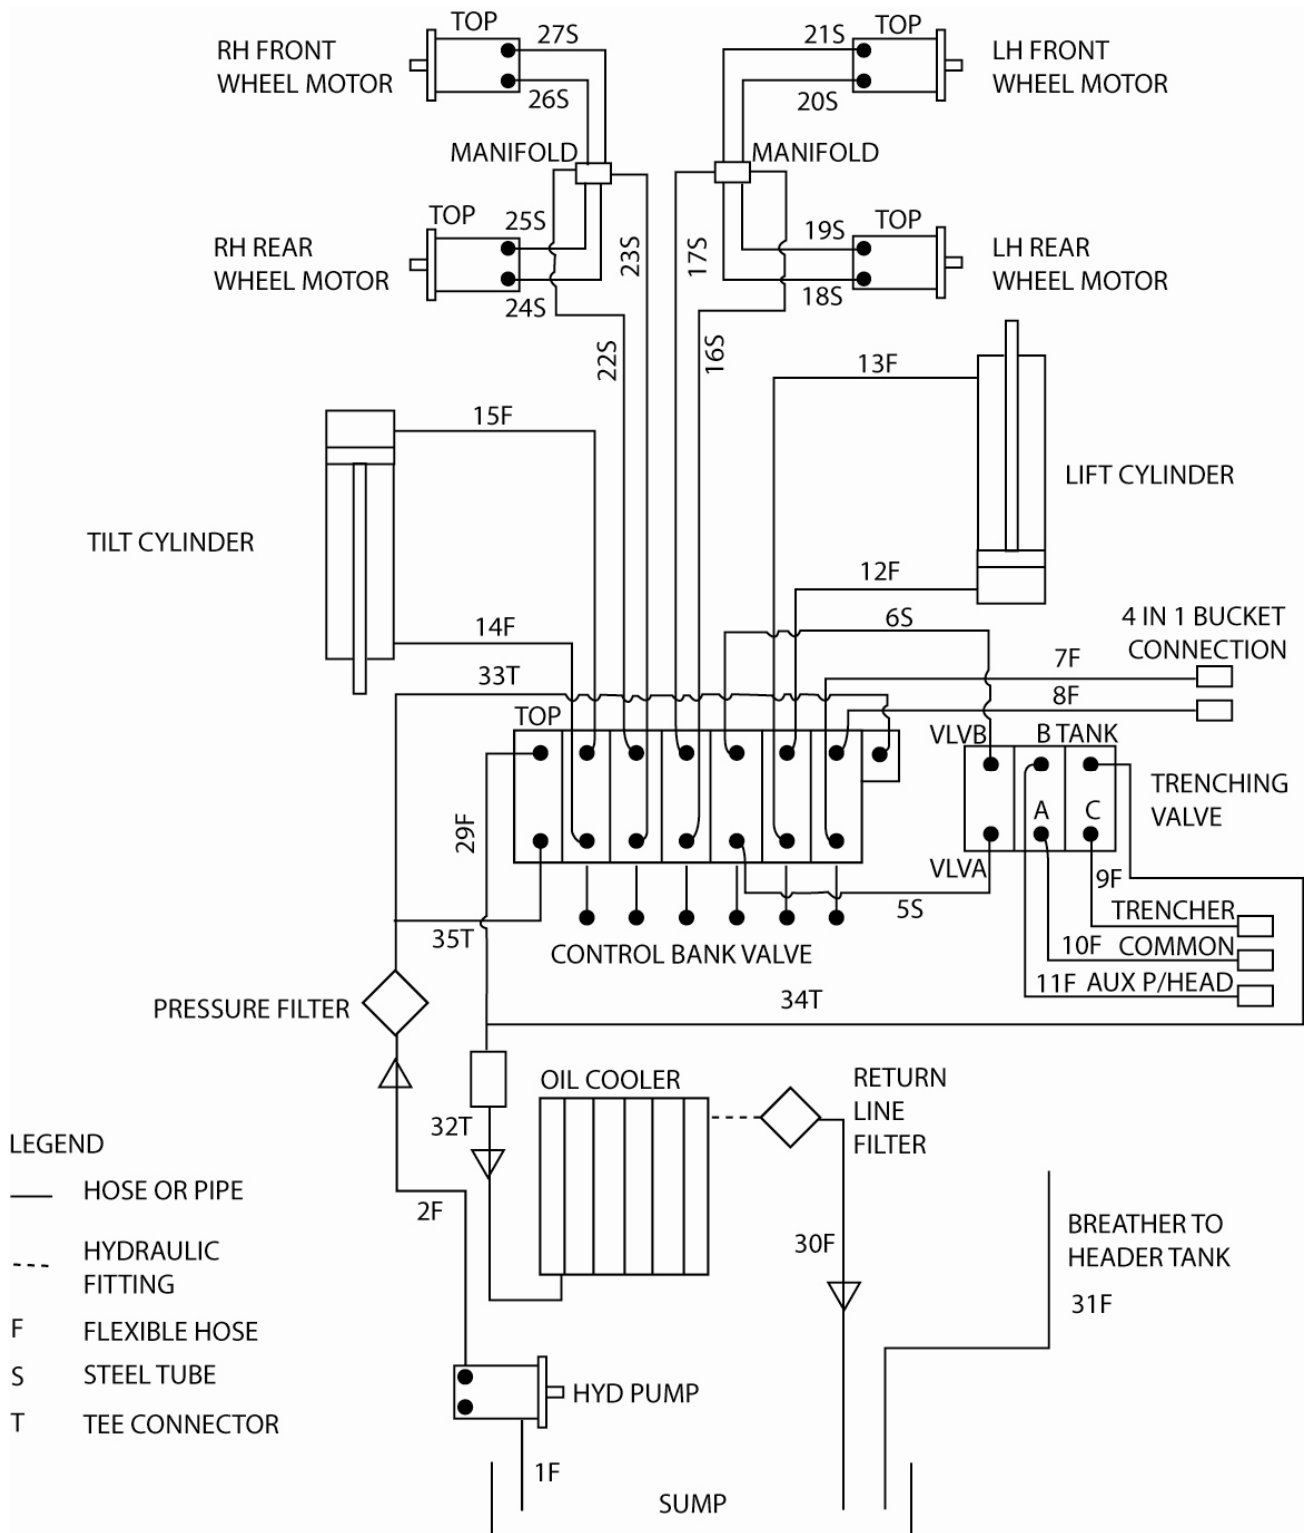 TOP
27S
21S
TOP
RH FRONT
WHEEL MOTOR
LH FRONT
WHEEL MOTOR
26S
20S
MANIFOLD
MANIFOLD
TOP
25S
19S
TOP
RH REAR
WHEEL MOTOR
23S
17S
LH REAR
WHEEL MOTOR
24S
18S
22S
16S
13F
15F
LIFT CYLINDER
TILT CYLINDER
12F
6S
4 IN 1 BUCKET
CONNECTION
14F
7F
33T
8F
TOP
VLVB
B TANK
TRENCHING
VALVE
29F
A
C
VLVA
9F
5S
TRENCHER
35T
10F
COMMON
CONTROL BANK VALVE
11F
AUX P/HEAD
34T
PRESSURE FILTER
OIL COOLER
RETURN
LINE
FILTER
32T
LEGEND
HOSE OR PIPE
2F
HYDRAULIC
FITTING
30F
BREATHER TO
HEADER TANK
31F
F
FLEXIBLE HOSE
S
STEEL TUBE
HYD PUMP
T
TEE CONNECTOR
1F
SUMP